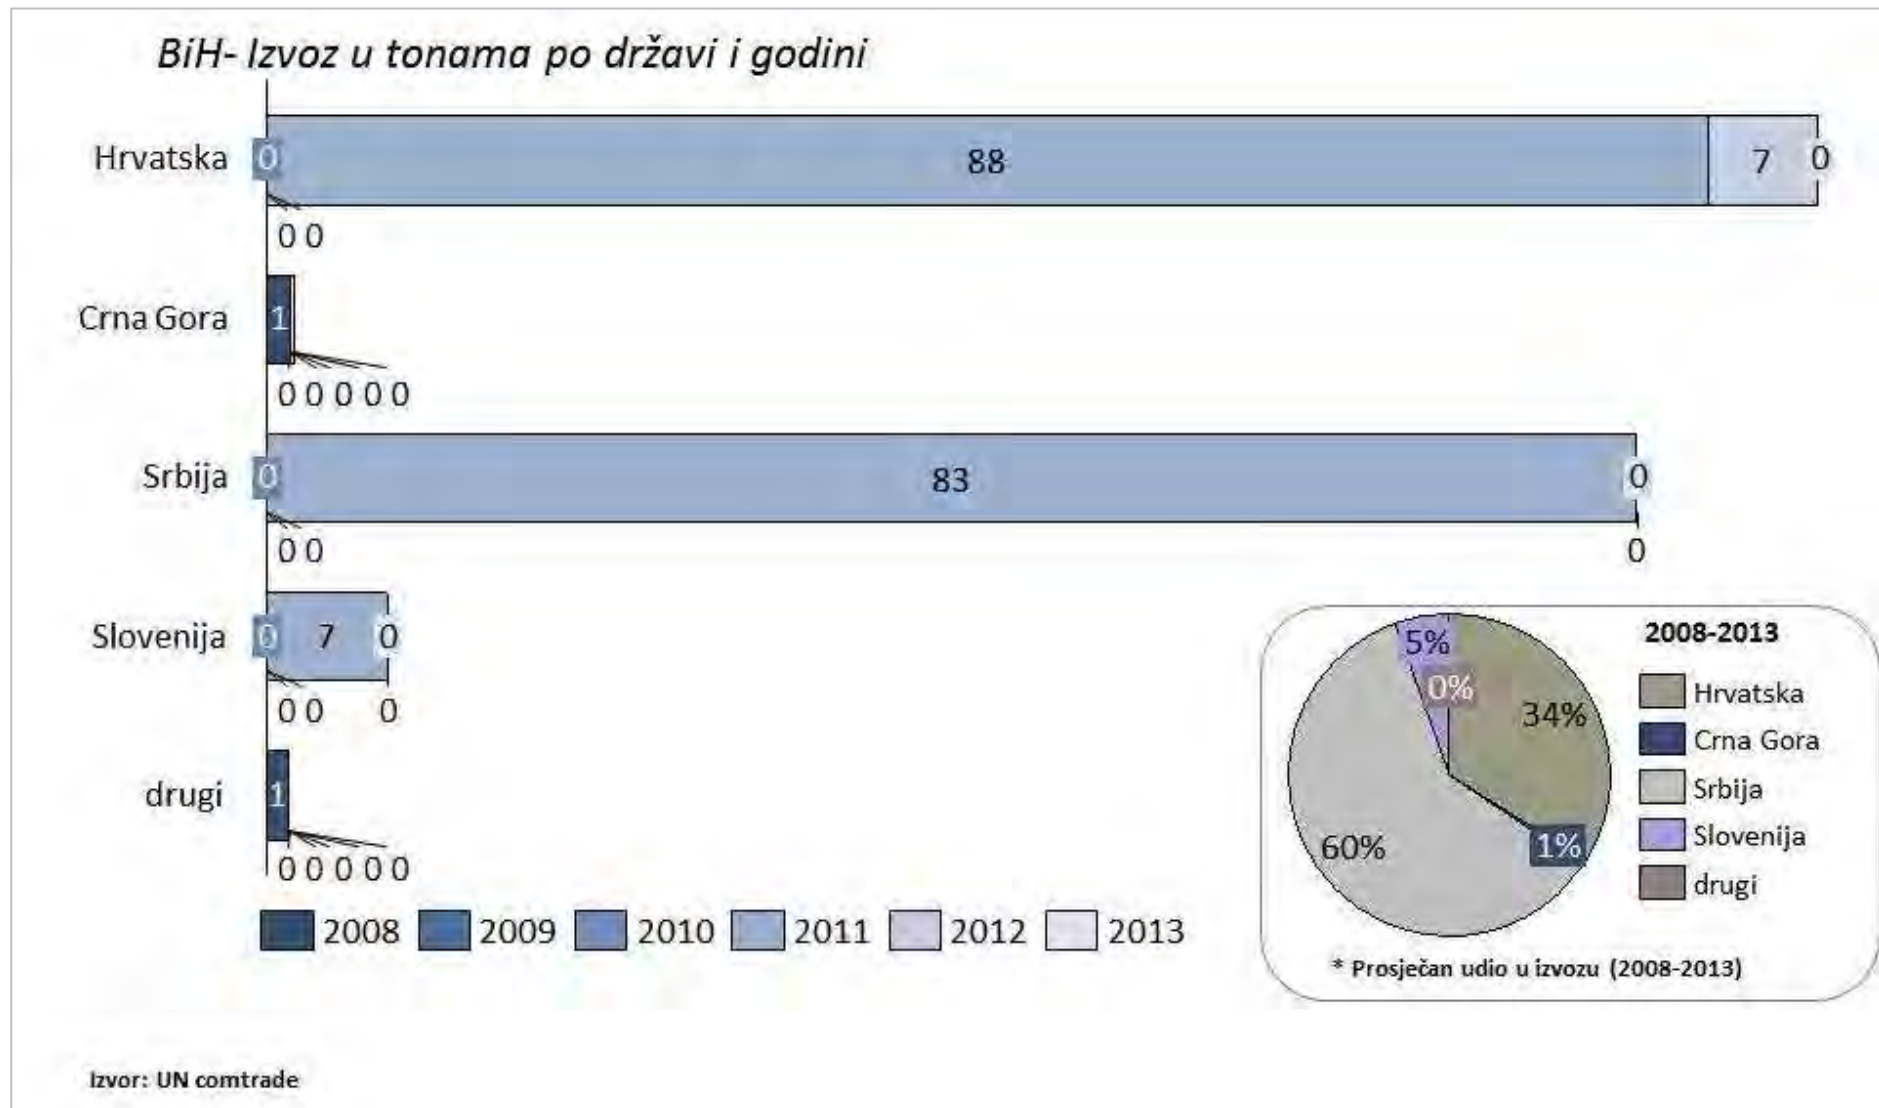 BiH- Izvoz u tonama po državi i godini
Hrvatska 0 88 7 0
0 0
Crna Gora 1
0 0 0 0 0
Srbija 0 83 0
0 0 0
Slovenija 0 7 0
0 0 0
drugi 1
0 0 0 0 0
2008 2009 2010 2011 2012 2013
2008-2013
5%
0%
34%
60%
1%
Hrvatska
Crna Gora
Srbija
Slovenija
drugi
* Prosječan udio u izvozu (2008-2013)
Izvor: UN comtrade